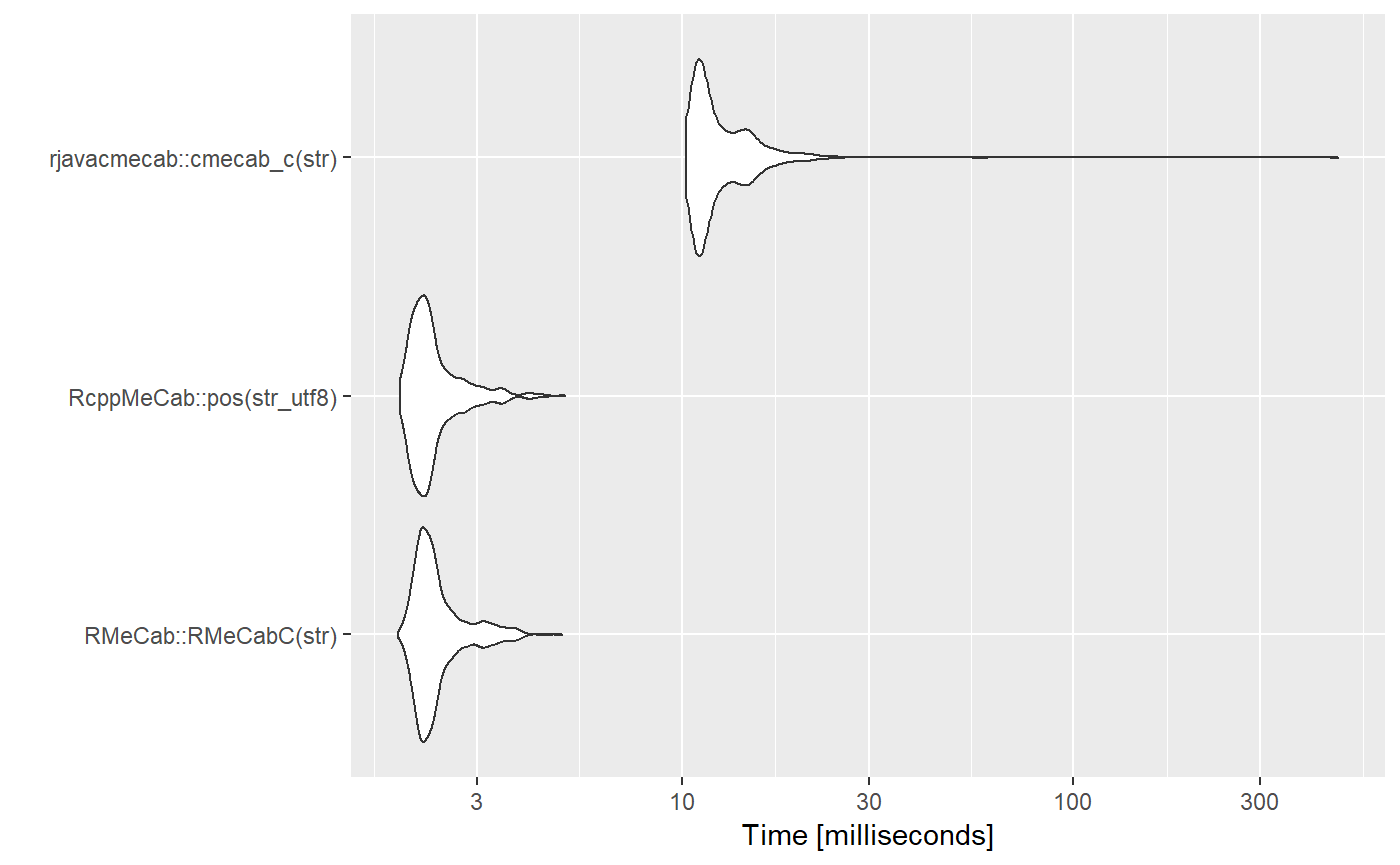 rjavacmecab::cmecab_c(str)
RcppMeCab::pos(str_utf8)
RMeCab::RMeCabC(str)
3 10 30 100 300
Time [milliseconds]